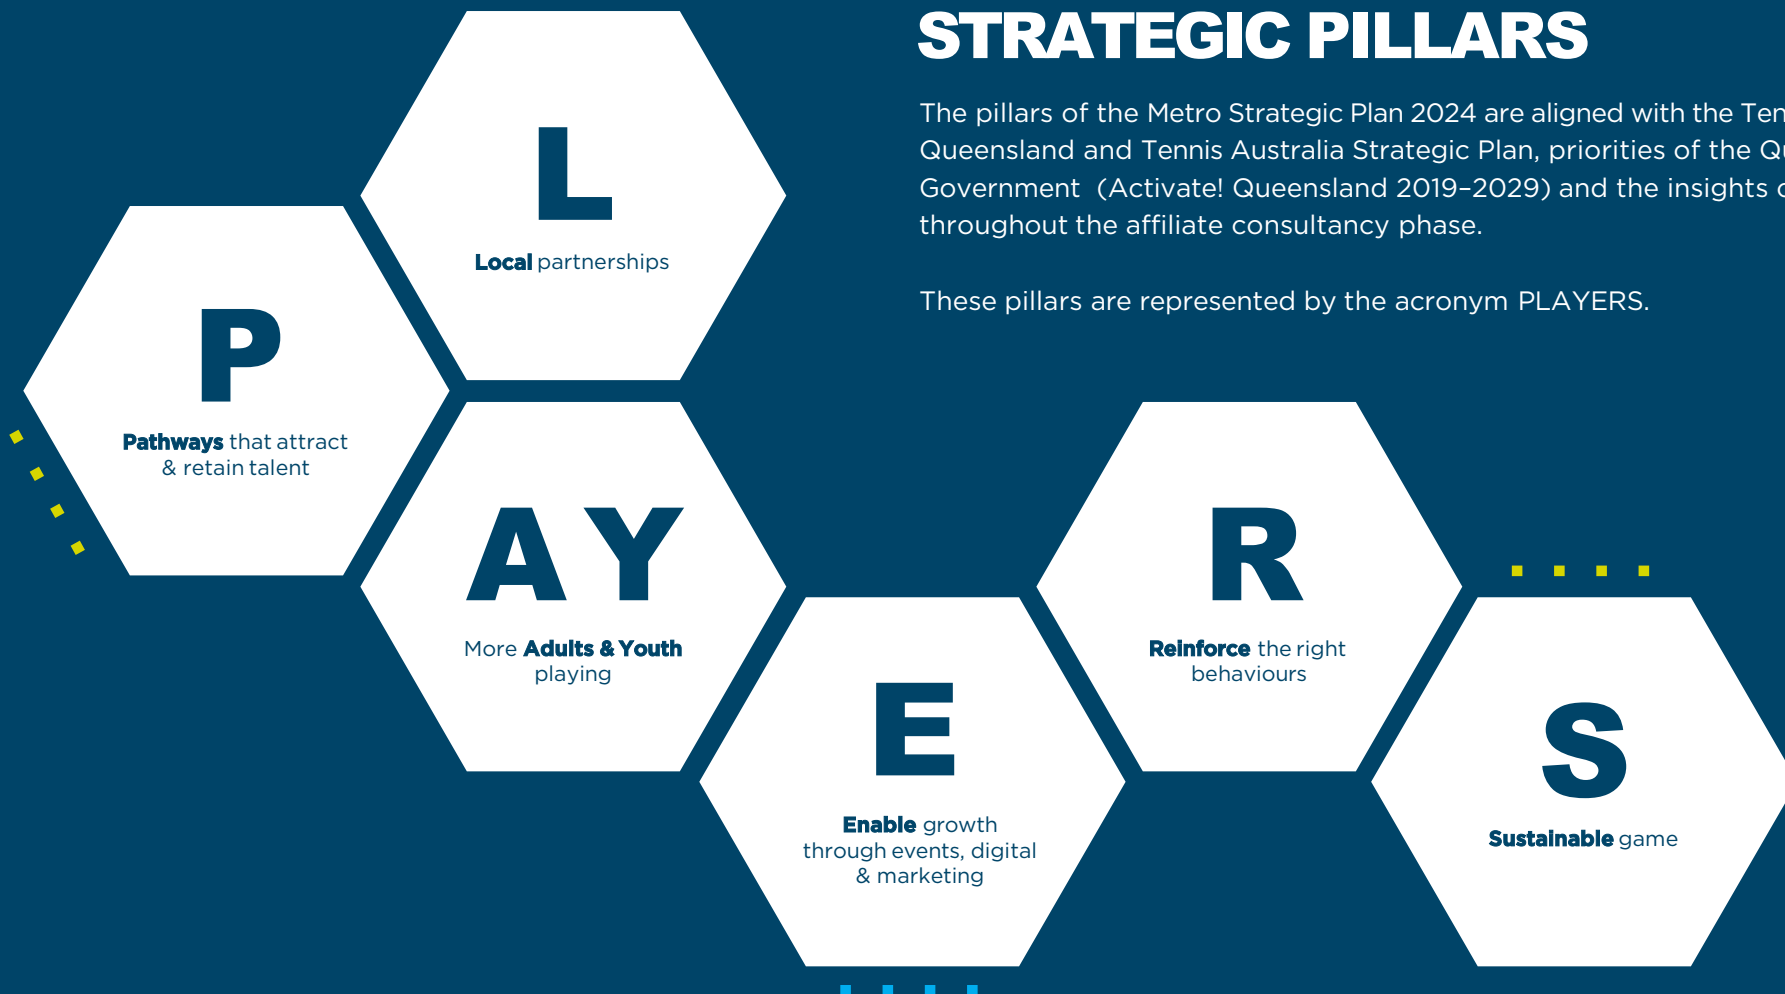 STRATEGIC PILLARS
The pillars of the Metro Strategic Plan 2024 are aligned with the
Queensland and Tennis Australia Strategic Plan, priorities of the
Government (Activate! Queensland 2019–2029) and the insights
throughout the affiliate consultancy phase.
These pillars are represented by the acronym PLAYERS.
P
Pathways that attract
& retain talent
L
Local partnerships
A Y
More Adults & Youth
playing
E
Enable growth
through events, digital
& marketing
R
Reinforce the right
behaviours
S
Sustainable game